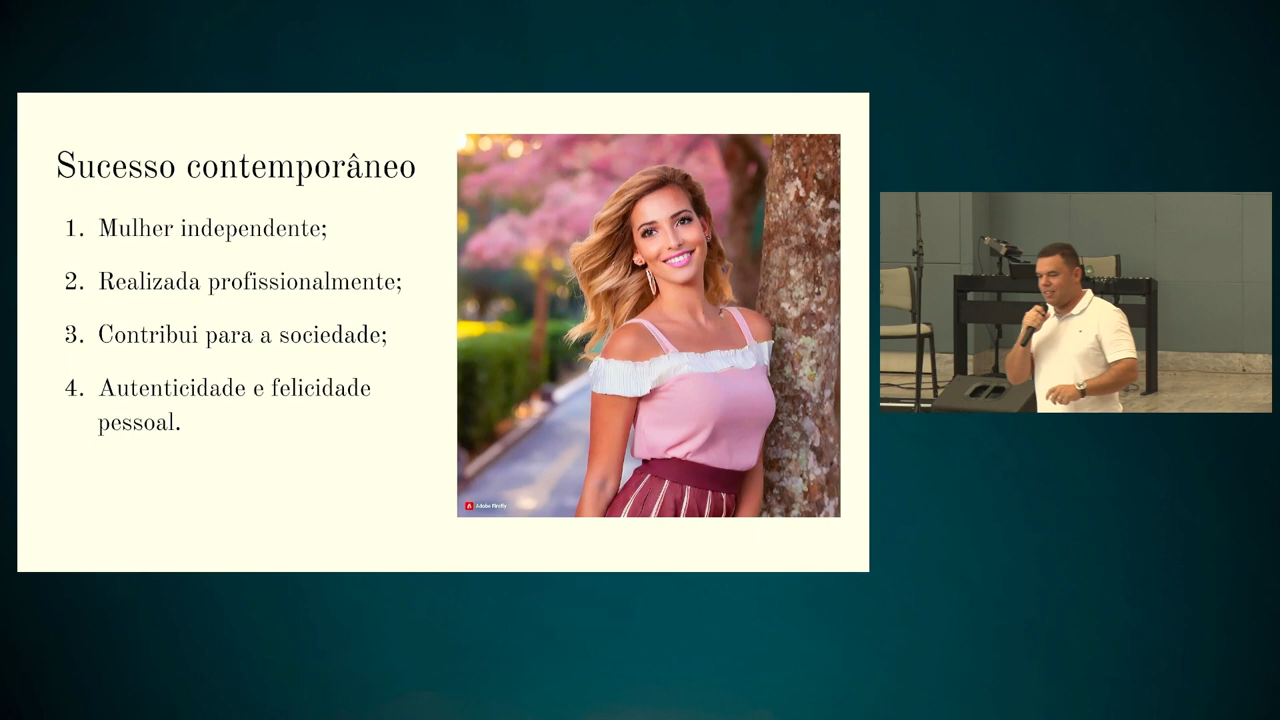 Sucesso contemporâneo
1. Mulher independente;
2. Realizada profissionalmente;
3. Contribui para a sociedade;
4. Autenticidade e felicidade
pessoal.
Adobe Firefly